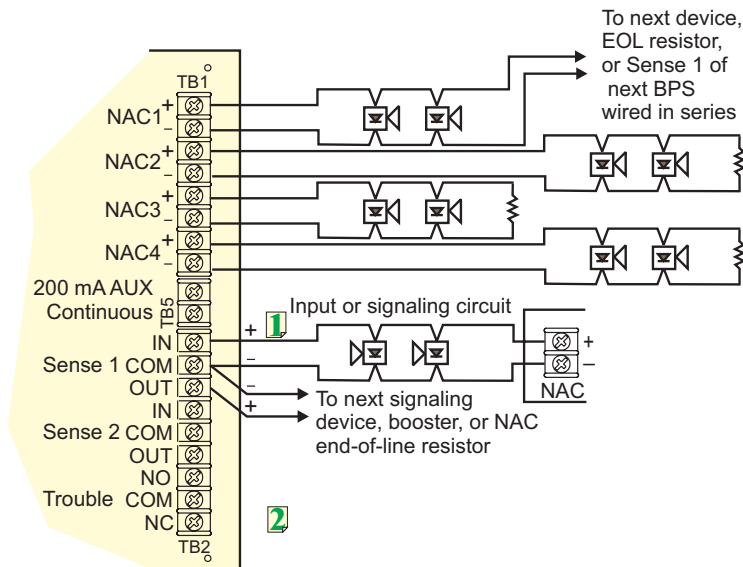 To next device,
EOL resistor,
or Sense 1 of
next BPS
wired in series
TB1
NAC1 +
−
NAC2 +
−
NAC3 +
−
NAC4 +
−
200 mA AUX
Continuous
TB5
Input or signaling circuit
1
IN +
Sense 1 COM −
OUT −
+
+
−
NAC
To next signaling
device, booster, or NAC
end-of-line resistor
IN
Sense 2 COM
OUT
NO
Trouble COM
NC
2
TB2